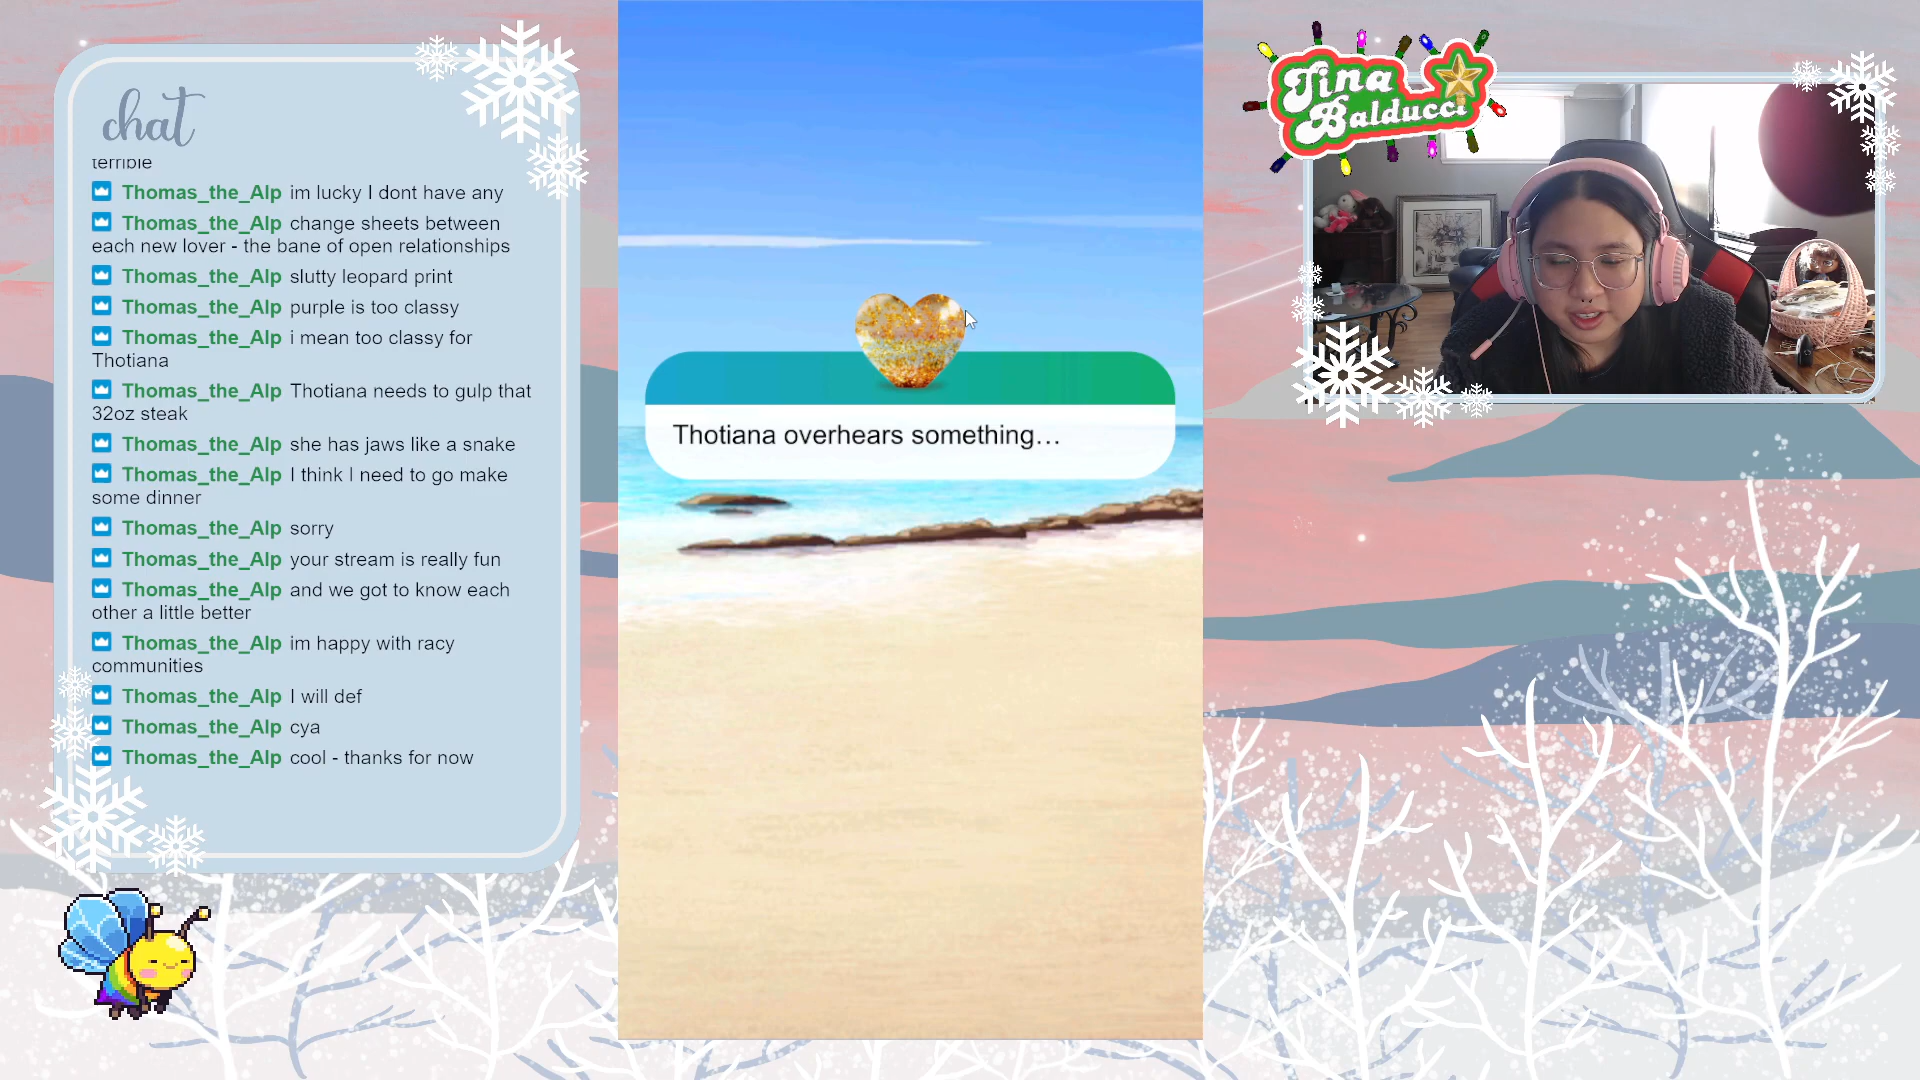 chat
terrible
Thomas_the_Alp im lucky I dont have any
Thomas_the_Alp change sheets between
each new lover - the bane of open relationships
Thomas_the_Alp slutty leopard print
Thomas_the_Alp purple is too classy
Thomas_the_Alp i mean too classy for
Thotiana
Thomas_the_Alp Thotiana needs to gulp that
32oz steak
Thomas_the_Alp she has jaws like a snake
Thomas_the_Alp I think I need to go make
some dinner
Thomas_the_Alp sorry
Thomas_the_Alp your stream is really fun
Thomas_the_Alp and we got to know each
other a little better
Thomas_the_Alp im happy with racy
communities
Thomas_the_Alp I will def
Thomas_the_Alp cya
Thomas_the_Alp cool - thanks for now
Thotiana overhears something…
Tina
Balducci